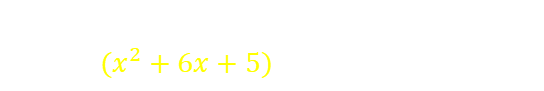 (x² + 6x + 5)